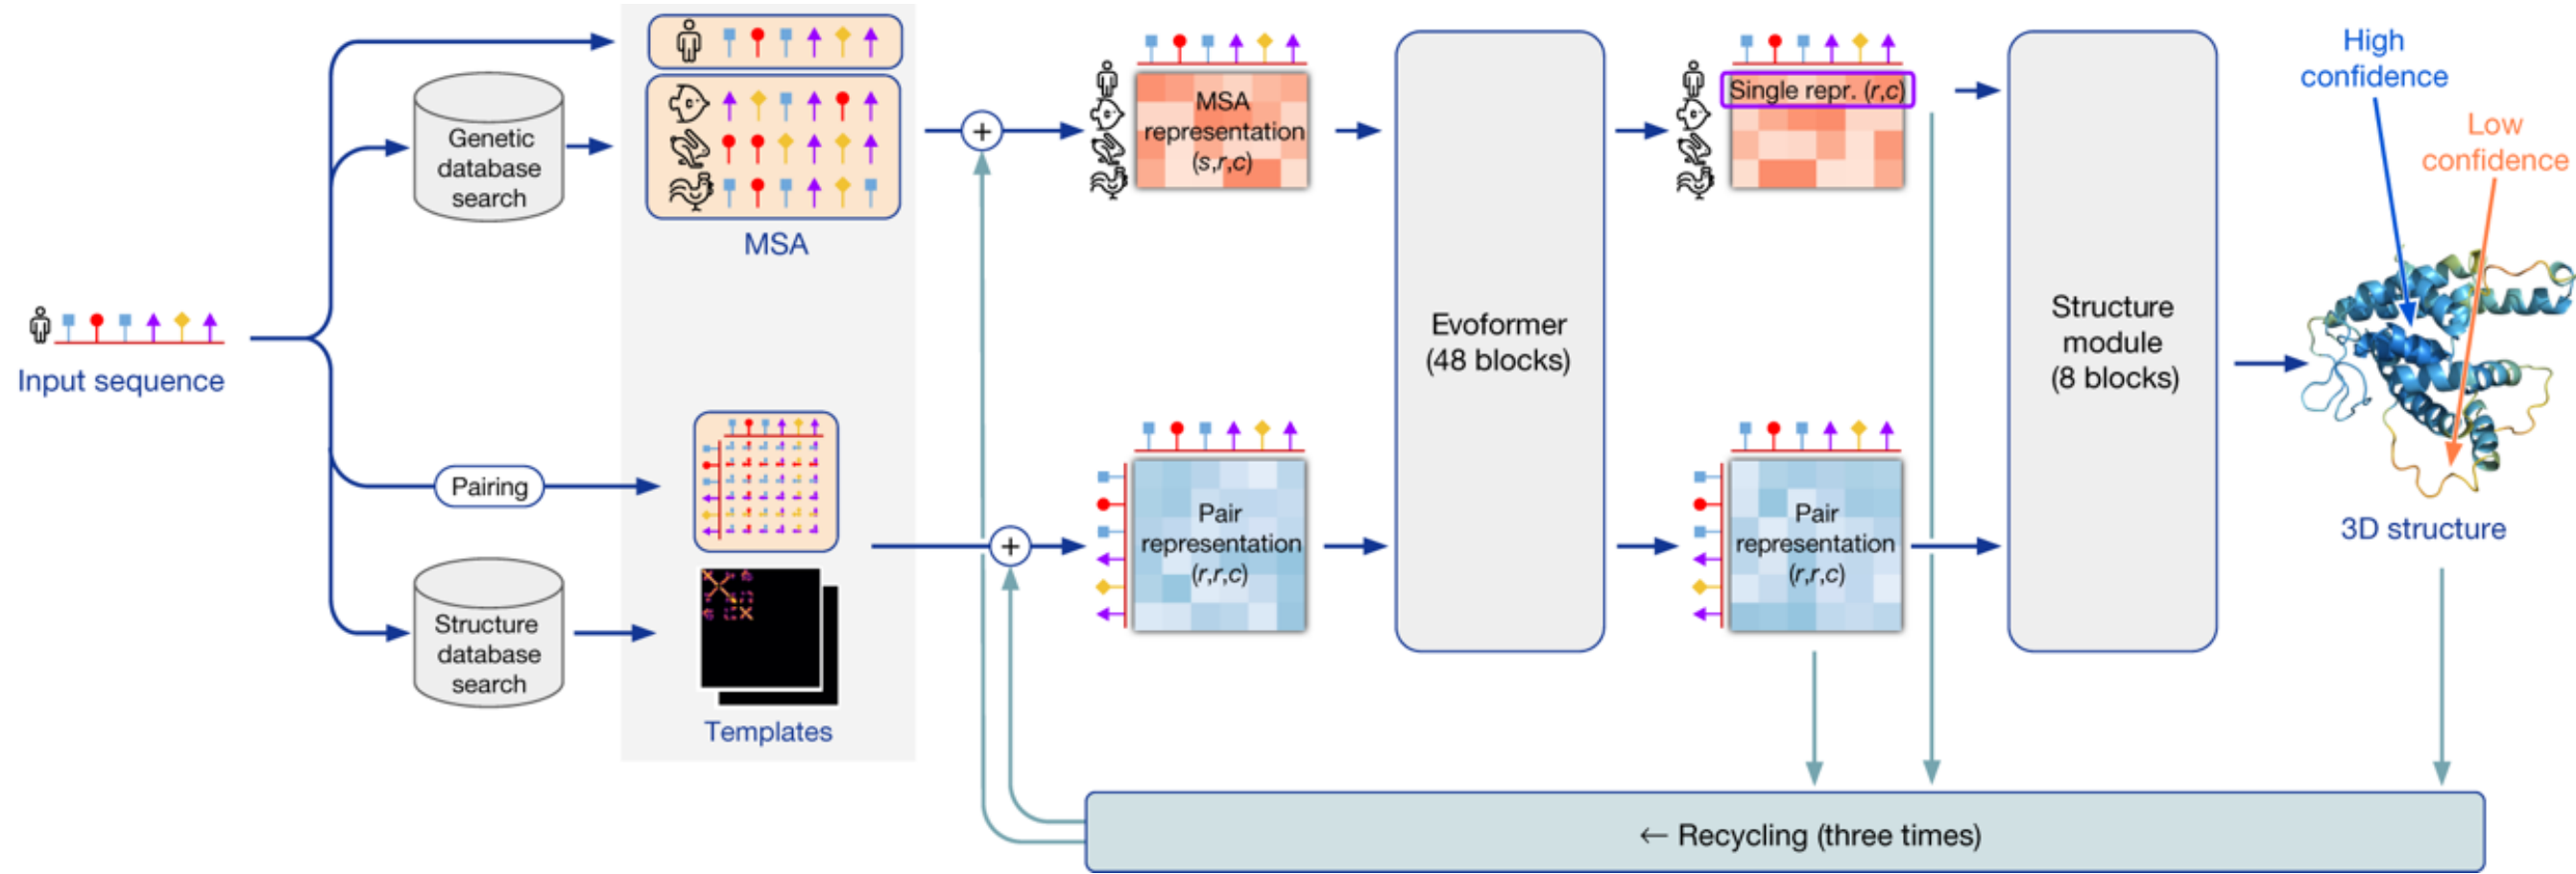 Input sequence
Genetic
database
search
Pairing
Structure
database
search
MSA
Templates
+
+
MSA
representation
(s,r,c)
Pair
representation
(r,r,c)
Evoformer
(48 blocks)
Single repr. (r,c)
Pair
representation
(r,r,c)
Structure
module
(8 blocks)
High
confidence
Low
confidence
3D structure
← Recycling (three times)